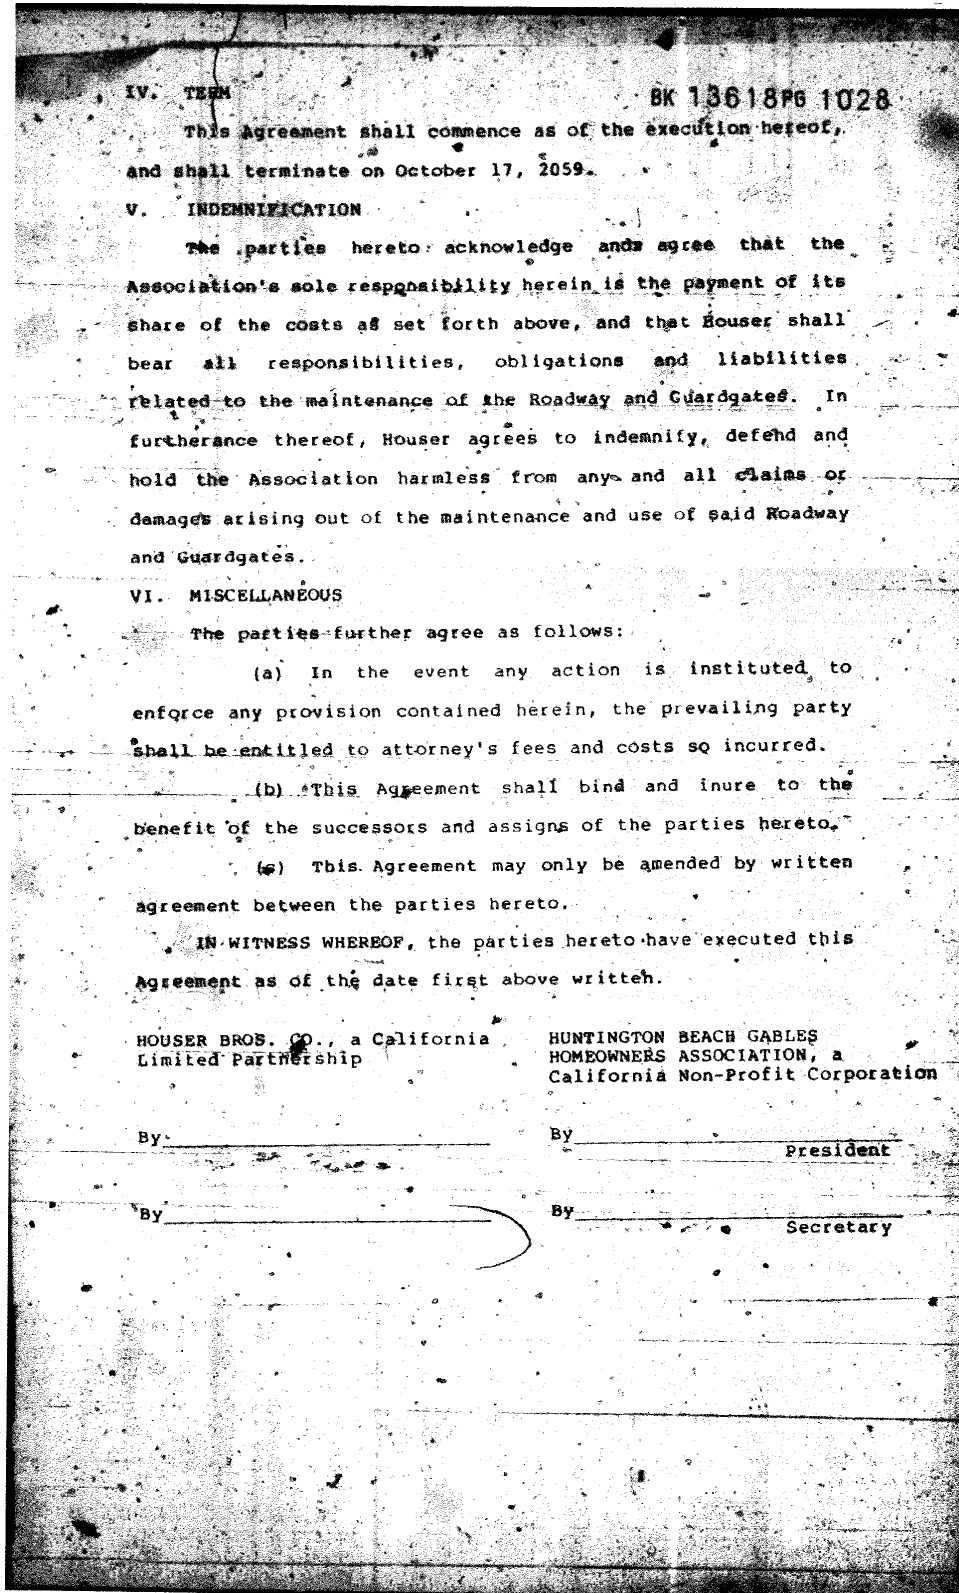 BK 13618PG 1028
IV. TERM
This Agreement shall commence as of the execution hereof,
and shall terminate on October 17, 2059.
V. INDEMNIFICATION
The parties hereto acknowledge and agree that the
Association's sole responsibility herein is the payment of its
share of the costs as set forth above, and that Houser shall
bear all responsibilities, obligations and liabilities
related to the maintenance of the Roadway and Guardgates. In
furtherance thereof, Houser agrees to indemnify, defend and
hold the Association harmless from any and all claims or
damages arising out of the maintenance and use of said Roadway
and Guardgates.
VI. MISCELLANEOUS
The parties further agree as follows:
(a) In the event any action is instituted to
enforce any provision contained herein, the prevailing party
shall be entitled to attorney's fees and costs so incurred.
(b) This Agreement shall bind and inure to the
benefit of the successors and assigns of the parties hereto.
(c) This Agreement may only be amended by written
agreement between the parties hereto.
IN WITNESS WHEREOF, the parties hereto have executed this
Agreement as of the date first above written.
HOUSER BROS. CO., a California
Limited Partnership
By
By
HUNTINGTON BEACH GABLES
HOMEOWNERS ASSOCIATION, a
California Non-Profit Corporation
By
President
By
Secretary